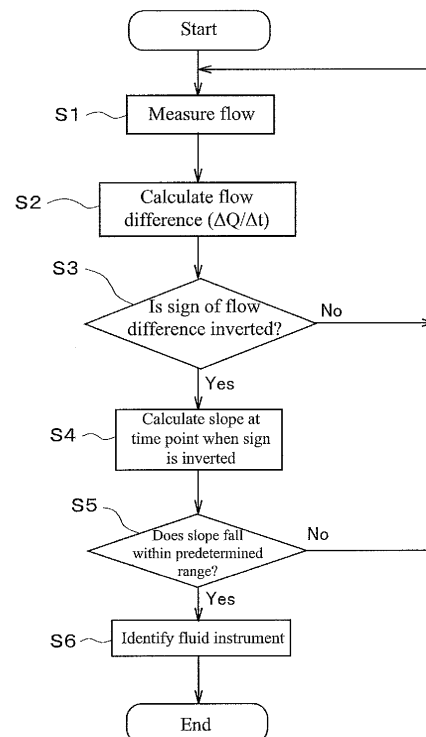 Start
S1
Measure flow
S2
Calculate flow
difference (ΔQ/Δt)
S3
Is sign of flow
difference inverted?
No
Yes
S4
Calculate slope at
time point when sign
is inverted
S5
Does slope fall
within predetermined
range?
No
Yes
S6
Identify fluid instrument
End